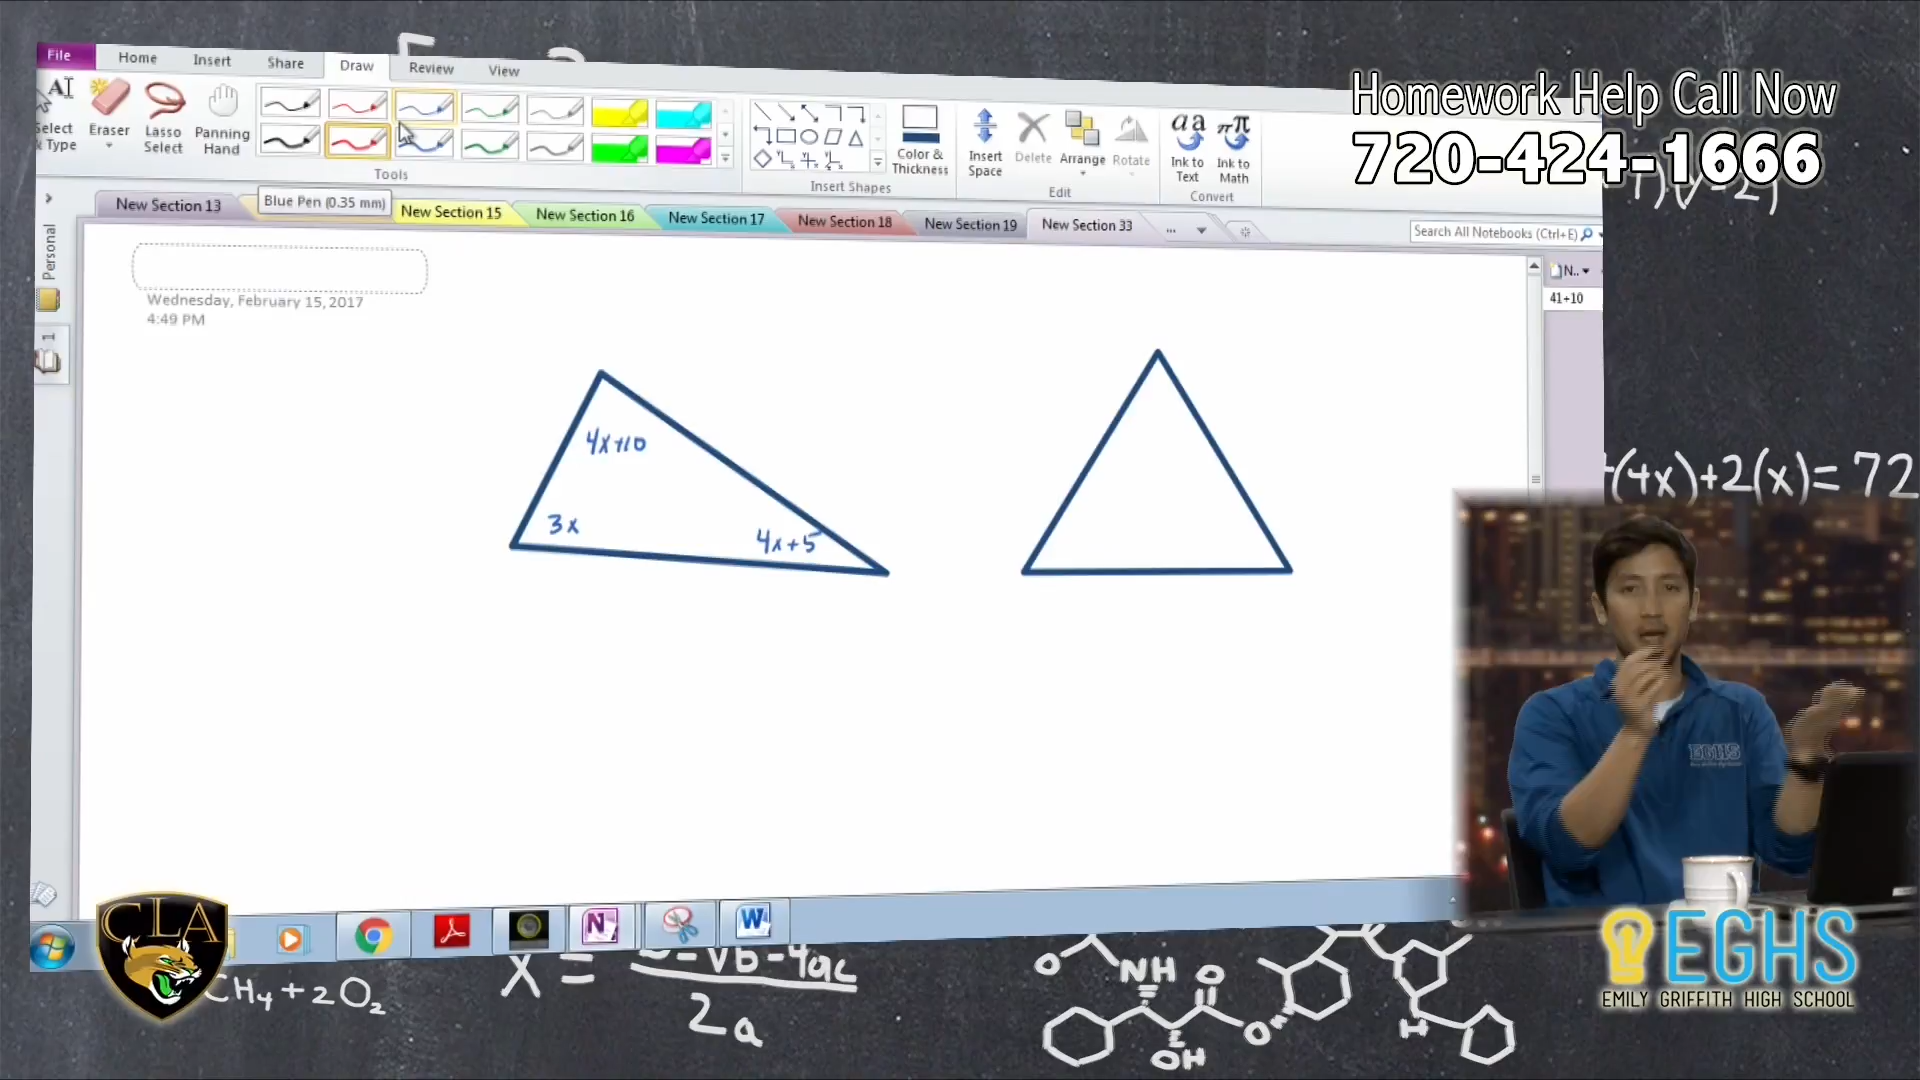 File Home Insert Share Draw Review View
Select & Type
Eraser
Lasso Select
Panning Hand
Tools
Insert Shapes
Color & Thickness
Insert Space
Delete
Arrange
Rotate
Edit
Ink to Text
Ink to Math
Convert
Homework Help Call Now
720-424-1666
New Section 13
Blue Pen (0.35 mm)
New Section 15
New Section 16
New Section 17
New Section 18
New Section 19
New Section 33
...
Search All Notebooks (Ctrl+E)
Personal
1
N..
41+10
Wednesday, February 15, 2017
4:49 PM
4x+10
3x
4x+5
(4x)+2(x)=72
EGHS
CLA
CH4+2O2
2a
NH
O
O
O
OH
H
EGHS
EMILY GRIFFITH HIGH SCHOOL